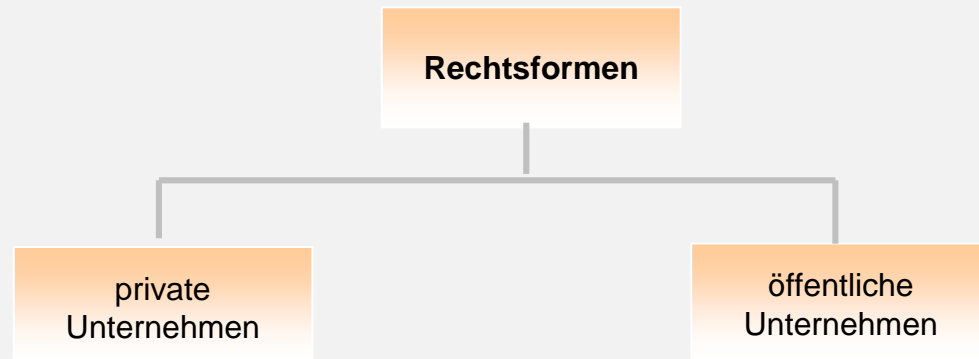 Rechtsformen
private
Unternehmen
öffentliche
Unternehmen